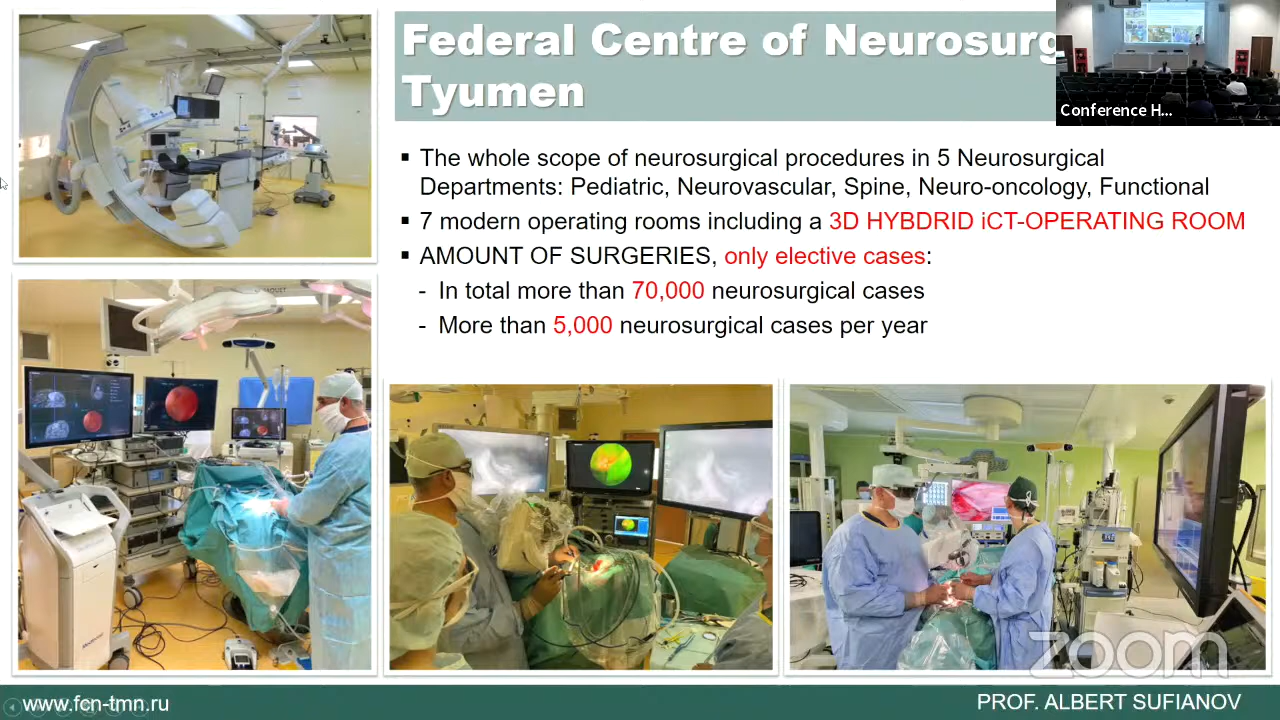 Federal Centre of Neurosurg
Tyumen
Conference H...
▪ The whole scope of neurosurgical procedures in 5 Neurosurgical
Departments: Pediatric, Neurovascular, Spine, Neuro-oncology, Functional
▪ 7 modern operating rooms including a 3D HYBDRID iCT-OPERATING ROOM
▪ AMOUNT OF SURGERIES, only elective cases:
- In total more than 70,000 neurosurgical cases
- More than 5,000 neurosurgical cases per year
zoom
www.fcn-tmn.ru
PROF. ALBERT SUFIANOV